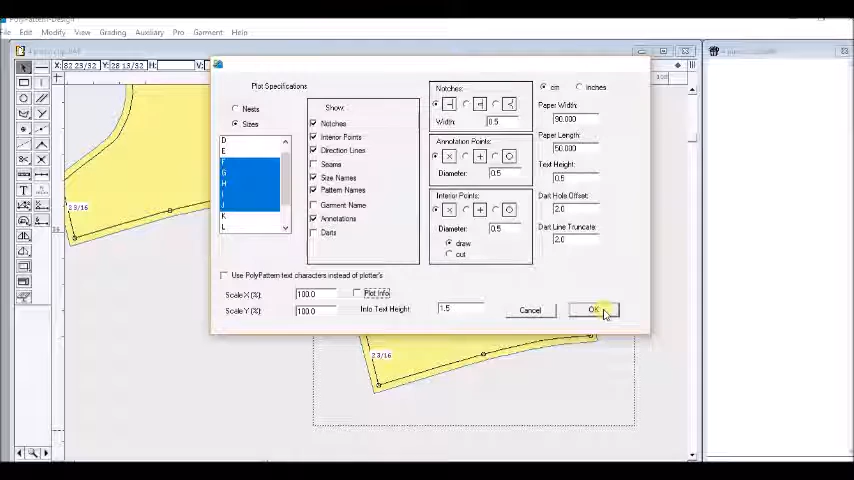 PolyPattern-Design
File Edit Modify View Grading Auxiliary Pro Garment Help
X: 82 23/32 Y: 28 13/32 H: V:
Plot Specifications
Nests
Sizes
D
E
F
G
H
I
J
K
L
Show:
Notches
Interior Points
Direction Lines
Seams
Size Names
Pattern Names
Garment Name
Annotations
Darts
Notches:
Width: 0.5
Annotation Points:
Diameter: 0.5
Interior Points:
Diameter: 0.5
draw
cut
cm inches
Paper Width:
90.000
Paper Length:
50.000
Text Height:
0.5
Dart Hole Offset:
2.0
Dart Line Truncate:
2.0
Use PolyPattern text characters instead of plotter's
Scale X (%): 100.0 Plot Info
Scale Y (%): 100.0 Info Text Height: 1.5 Cancel OK
23/16